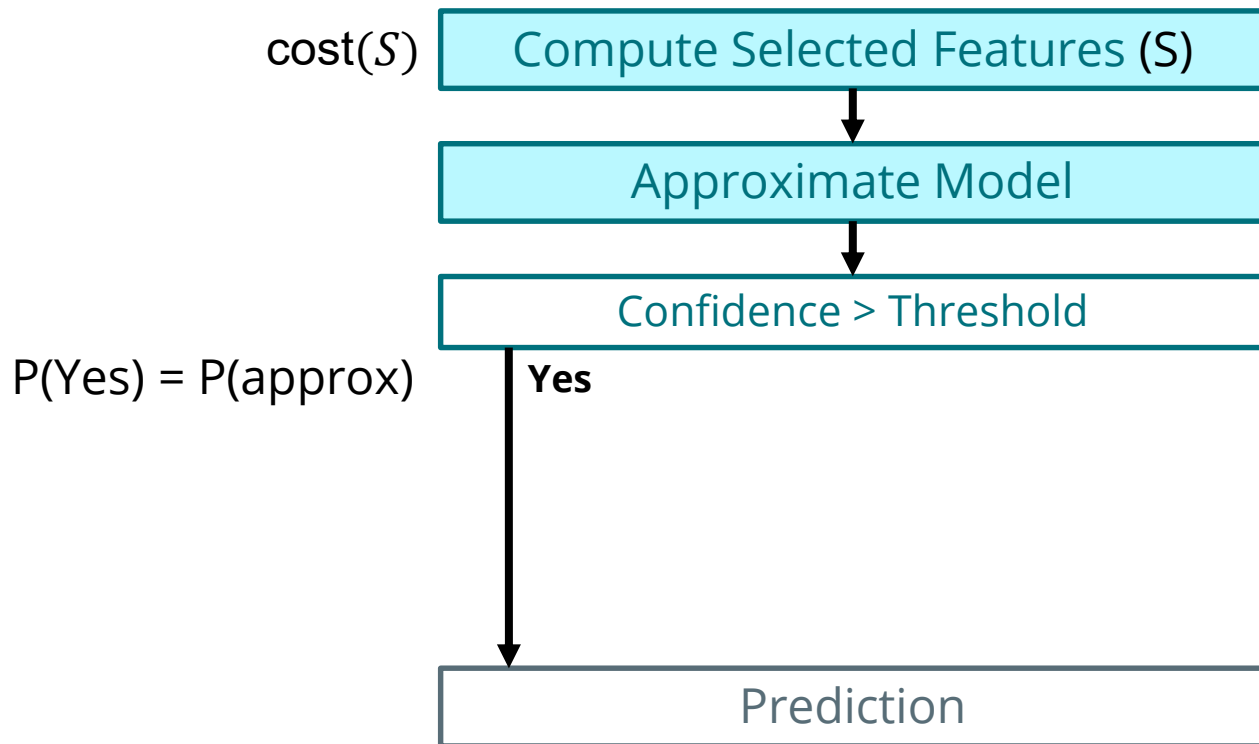 cost(S) Compute Selected Features (S)
Approximate Model
Confidence > Threshold
P(Yes) = P(approx) Yes
Prediction